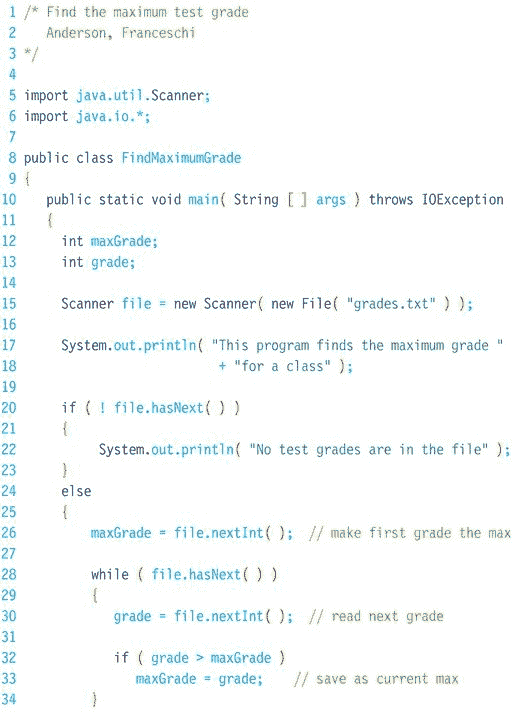 1 /* Find the maximum test grade
2    Anderson, Franceschi
3 */
4
5 import java.util.Scanner;
6 import java.io.*;
7
8 public class FindMaximumGrade
9 {
10   public static void main( String [ ] args ) throws IOException
11   {
12     int maxGrade;
13     int grade;
14
15     Scanner file = new Scanner( new File( "grades.txt" ) );
16
17     System.out.println( "This program finds the maximum grade "
18                         + "for a class" );
19
20     if ( ! file.hasNext( ) )
21     {
22          System.out.println( "No test grades are in the file" );
23     }
24     else
25     {
26         maxGrade = file.nextInt( );  // make first grade the max
27
28         while ( file.hasNext( ) )
29         {
30            grade = file.nextInt( );  // read next grade
31
32            if ( grade > maxGrade )
33               maxGrade = grade;    // save as current max
34         }